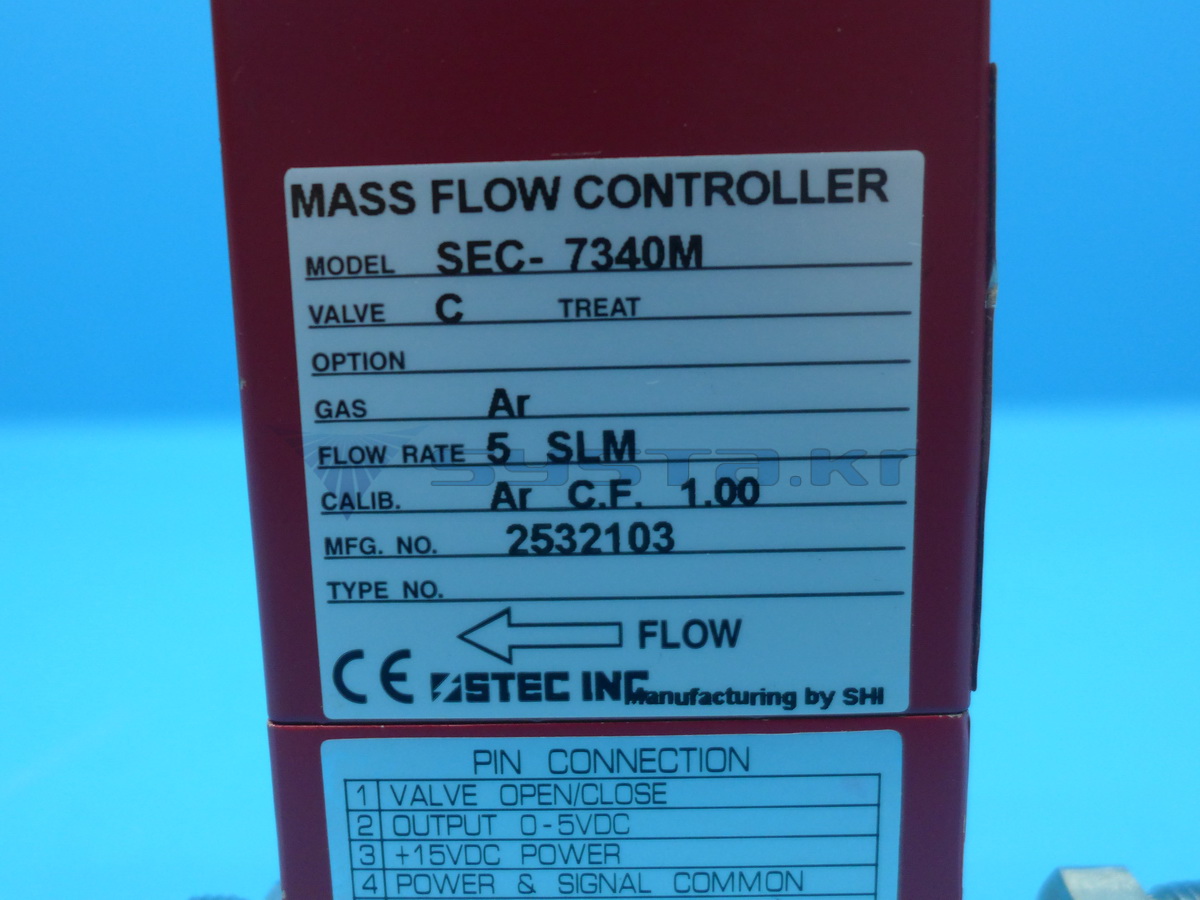 MASS FLOW CONTROLLER
MODEL SEC- 7340M
VALVE C TREAT
OPTION
GAS Ar
FLOW RATE 5 SLM
systa.kr
CALIB. Ar C.F. 1.00
MFG. NO. 2532103
TYPE NO.
FLOW
CE STEC INC Manufacturing by SHI
PIN CONNECTION
1 VALVE OPEN/CLOSE
2 OUTPUT 0-5VDC
3 +15VDC POWER
4 POWER & SIGNAL COMMON